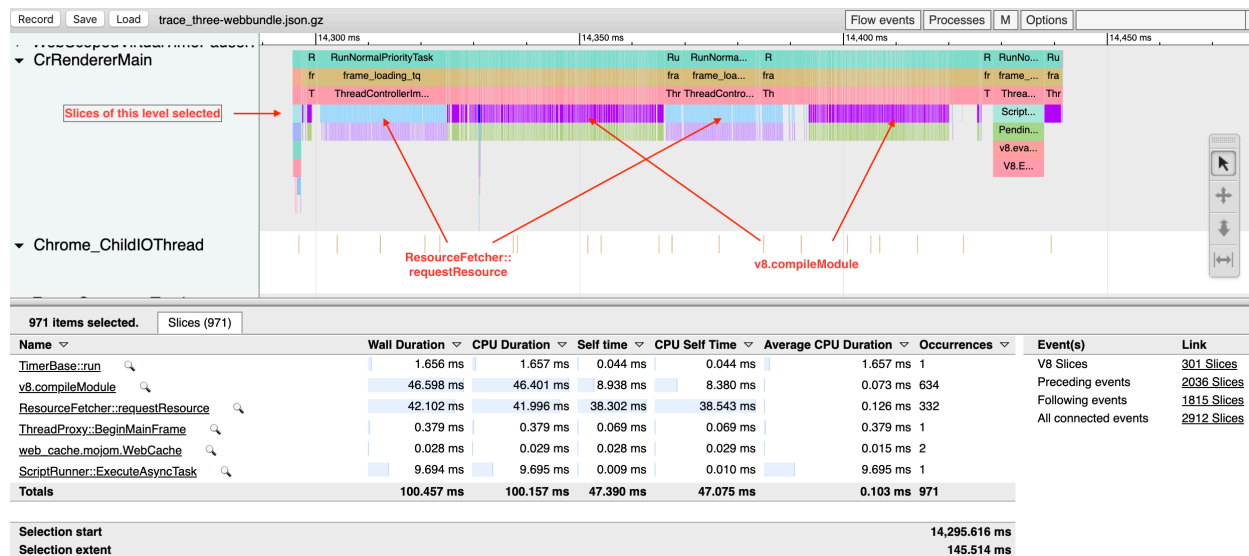 Record Save Load trace_three-webbundle.json.gz Flow events Processes M Options
14,300 ms 14,350 ms 14,400 ms 14,450 ms
CrRendererMain
R RunNormalPriorityTask Ru RunNorma... R R RunNo... Ru
fr frame_loading_tq fra frame_loa... fra fr frame_... fra
T ThreadControllerIm... Thr ThreadContro... Th T Threa... Thr
Slices of this level selected
Script...
Pendin...
v8.eva...
V8.E...
Chrome_ChildIOThread
ResourceFetcher::
requestResource
v8.compileModule
971 items selected. Slices (971)
Name Wall Duration CPU Duration Self time CPU Self Time Average CPU Duration Occurrences Event(s) Link
TimerBase::run 1.656 ms 1.657 ms 0.044 ms 0.044 ms 1.657 ms 1 V8 Slices 301 Slices
v8.compileModule 46.598 ms 46.401 ms 8.938 ms 8.380 ms 0.073 ms 634 Preceding events 2036 Slices
ResourceFetcher::requestResource 42.102 ms 41.996 ms 38.302 ms 38.543 ms 0.126 ms 332 Following events 1815 Slices
ThreadProxy::BeginMainFrame 0.379 ms 0.379 ms 0.069 ms 0.069 ms 0.379 ms 1 All connected events 2912 Slices
web_cache.mojom.WebCache 0.028 ms 0.029 ms 0.028 ms 0.029 ms 0.015 ms 2
ScriptRunner::ExecuteAsyncTask 9.694 ms 9.695 ms 0.009 ms 0.010 ms 9.695 ms 1
Totals 100.457 ms 100.157 ms 47.390 ms 47.075 ms 0.103 ms 971
Selection start 14,295.616 ms
Selection extent 145.514 ms